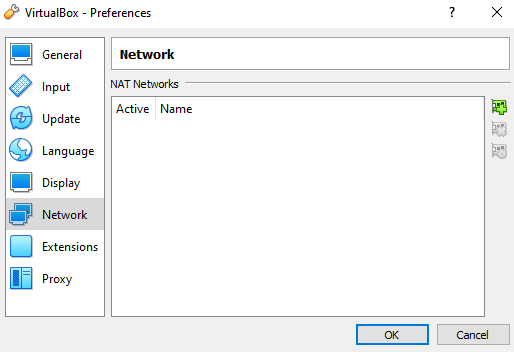 VirtualBox - Preferences
?
General
Input
Update
Language
Display
Network
Extensions
Proxy
Network
NAT Networks
Active Name
OK Cancel